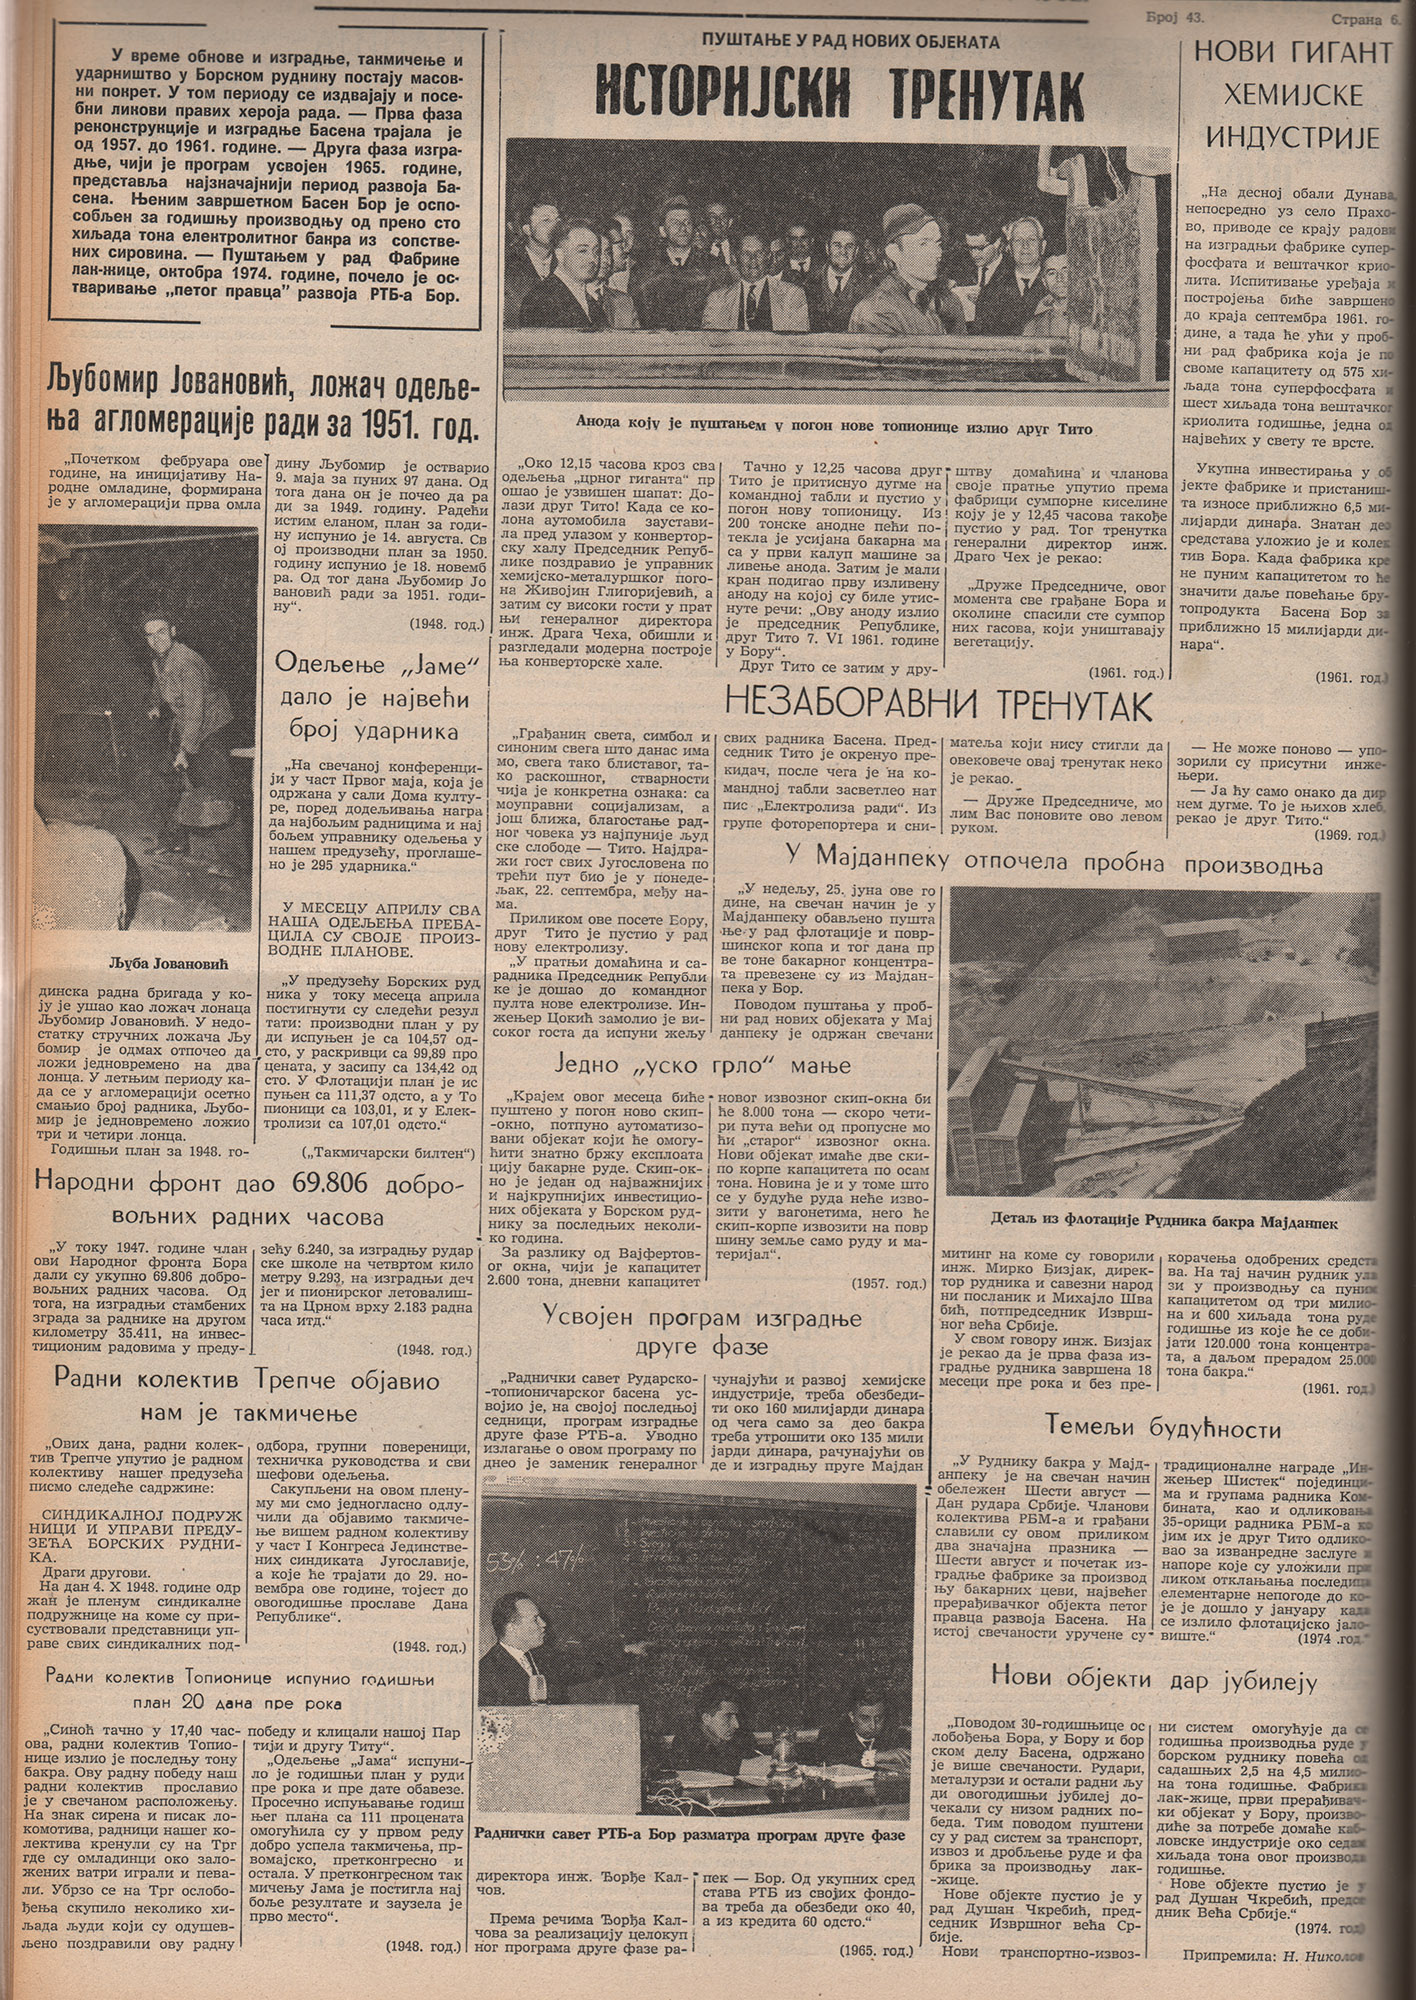 Број 43. Страна 6.
У време обнове и изградње, такмичење и
ударништво у Борском руднику постају масов-
ни покрет. У том периоду се издвајају и посе-
бни ликови правих хероја рада. — Прва фаза
реконструкције и изградње Басена трајала је
од 1957. до 1961. године. — Друга фаза изгра-
дње, чији је програм усвојен 1965. године,
представља најзначајнији период развоја Ба-
сена. Њеним завршетком Басен Бор је оспо-
собљен за годишњу производњу од преко сто
хиљада тона електролитног бакра из сопстве-
них сировина. — Пуштањем у рад Фабрике
лак-жице, октобра 1974. године, почело је ос-
тваривање „петог правца” развоја РТБ-а Бор.
Љубомир Јовановић, ложач одеље-
ња агломерације ради за 1951. год.
„Почетком фебруара ове
године, на иницијативу На-
родне омладине, формирана
је у агломерацији прва омла
Љуба Јовановић
динска радна бригада у ко-
ју је ушао као ложач лонаца
Љубомир Јовановић. У недо-
статку стручних ложача Љу
бомир је одмах отпочео да
ложи једновремено на два
лонца. У летњим периоду ка-
да се у агломерацији осетно
смањио број радника, Љубо-
мир је једновремено ложио
три и четири лонца.
Годишњи план за 1948. го-
дину Љубомир је остварио
9. маја за пуних 97 дана. Од
тога дана он је почео да ра
ди за 1949. годину. Радећи
истим еланом, план за годи-
ну испунио је 14. августа. Св
ој производни план за 1950.
годину испунио је 18. новемб
ра. Од тог дана Љубомир Јо
вановић ради за 1951. годи-
ну“.
(1948. год.)
Одељење „Јаме“
дало је највећи
број ударника
„На свечаној конференци-
ји у част Првог маја, која је
одржана у сали Дома култу-
ре, поред додељивања награ
да најбољим радницима и нај
бољем управнику одељења у
нашем предузећу, проглаше-
но је 295 ударника.“
У МЕСЕЦУ АПРИЛУ СВА
НАША ОДЕЉЕЊА ПРЕБА-
ЦИЛА СУ СВОЈЕ ПРОИЗ-
ВОДНЕ ПЛАНОВЕ.
„У предузећу Борских руд
ника у току месеца априла
постигнути су следећи резул
тати: производни план у ру
ди испуњен је са 104,57 од-
сто, у раскривци са 99,89 про
цената, у засипу са 134,42 од
сто. У Флотацији план је ис
пуњен са 111,37 одсто, а у То
пионици са 103,01, и у Елек-
тролизи са 107,01 одсто.“
(„Такмичарски билтен“)
Народни фронт дао 69.806 добро-
вољних радних часова
„У току 1947. године члан
ови Народног фронта Бора
дали су укупно 69.806 добро-
вољних радних часова. Од
тога, на изградњи стамбених
зграда за раднике на другом
километру 35.411, на инвес-
тиционим радовима у преду-
зећу 6.240, за изградњу рудар
ске школе на четвртом кило
метру 9.293, на изградњи деч
јег и пионирског летовалиш-
та на Црном врху 2.183 радна
часа итд.“
(1948. год.)
Радни колектив Трепче објавио
нам је такмичење
„Ових дана, радни колек-
тив Трепче упутио је радном
колективу нашег предузећа
писмо следеће садржине:
СИНДИКАЛНОЈ ПОДРУЖ
НИЦИ И УПРАВИ ПРЕДУ-
ЗЕЋА БОРСКИХ РУДНИ-
КА.
Драги другови.
На дан 4. X 1948. године одр
жан је пленум синдикалне
подружнице на коме су при-
суствовали представници уп-
раве свих синдикалних под-
одбора, групни повереници,
техничка руководства и сви
шефови одељења.
Сакупљени на овом плену-
му ми смо једногласно одлу-
чили да објавимо такмиче-
ње вишем радном колективу
у част I Конгреса Јединстве-
них синдиката Југославије,
а које ће трајати до 29. но-
вембра ове године, тојест до
овогодишње прославе Дана
Републике“.
(1948. год.)
Радни колектив Топионице испунио годишњи
план 20 дана пре рока
„Синоћ тачно у 17,40 час-
ова, радни колектив Топио-
нице излио је последњу тону
бакра. Ову радну победу наш
радни колектив прославио
је у свечаном расположењу.
На знак сирена и писак ло-
комотива, радници нашег ко-
лектива кренули су на Трг
где су омладинци око зало-
жених ватри играли и пева-
ли. Убрзо се на Трг ослобо-
ђења скупило неколико хи-
љада људи који су одушев-
љено поздравили ову радну
победу и клицали нашој Пар
тији и другу Титу“.
„Одељење „Јама“ испуни-
ло је годишњи план у руди
пре рока и пре дате обавезе.
Просечно испуњавање годиш
њег плана са 111 процената
омогућила су у првом реду
добро успела такмичења, пр-
вомајско, претконгресно и
остала. У претконгресном так
мичењу Јама је постигла нај
боље резултате и заузела је
прво место“.
(1948. год.)
ПУШТАЊЕ У РАД НОВИХ ОБЈЕКАТА
ИСТОРИЈСКИ ТРЕНУТАК
Анода коју је пуштањем у погон нове топионице излио друг Тито
„Око 12,15 часова кроз сва
одељења „црног гиганта“ пр
ошао је узвишен шапат: До-
лази друг Тито! Када се ко-
лона аутомобила заустави-
ла пред улазом у конвертор-
ску халу Председник Репуб-
лике поздравио је управник
хемијско-металуршког пого-
на Живојин Глигоријевић, а
затим су високи гости у прат
њи генералног директора
инж. Драга Чеха, обишли и
разгледали модерна построје
ња конверторске хале.
Тачно у 12,25 часова друг
Тито је притиснуо дугме на
командној табли и пустио у
погон нову топионицу. Из
200 тонске анодне пећи по-
текла је усијана бакарна ма
са у први калуп машине за
ливење анода. Затим је мали
кран подигао прву изливену
аноду на којој су биле утис-
нуте речи: „Ову аноду излио
је председник Републике,
друг Тито 7. VI 1961. године
у Бору“.
Друг Тито се затим у дру-
штву домаћина и чланова
своје пратње упутио према
фабрици сумпорне киселине
коју је у 12,45 часова такође
пустио у рад. Тог тренутка
генерални директор инж.
Драго Чех је рекао:
„Друже Председниче, овог
момента све грађане Бора и
околине спасили сте сумпор
них гасова, који уништавају
вегетацију.
(1961. год.)
НОВИ ГИГАНТ
ХЕМИЈСКЕ
ИНДУСТРИЈЕ
„На десној обали Дунава,
непосредно уз село Прахо-
во, приводе се крају радови
на изградњи фабрике супер-
фосфата и вештачког крио-
лита. Испитивање уређаја и
постројења биће завршено
до краја септембра 1961. го-
дине, а тада ће ући у проб-
ни рад фабрика која је по
своме капацитету од 575 хи-
љада тона суперфосфата и
шест хиљада тона вештачког
криолита годишње, једна од
највећих у свету те врсте.
Укупна инвестирања у об
јекте фабрике и пристаниш-
та износе приближно 6,5 ми-
лијарди динара. Знатан део
средстава уложио је и колек
тив Бора. Када фабрика кре
не пуним капацитетом то ће
значити даље повећање бру-
топродукта Басена Бор за
приближно 15 милијарди ди-
нара“.
(1961. год.)
НЕЗАБОРАВНИ ТРЕНУТАК
„Грађанин света, симбол и
синоним свега што данас има
мо, свега тако блиставог, та-
ко раскошног, стварности
чија је конкретна ознака: са
моуправни социјализам, а
још ближа, благостање рад-
ног човека уз најпуније људ
ске слободе — Тито. Најдра-
жи гост свих Југословена по
трећи пут био је у понеде-
љак, 22. септембра, међу на-
ма.
Приликом ове посете Бору,
друг Тито је пустио у рад
нову електролизу.
„У пратњи домаћина и са-
радника Председник Републи
ке је дошао до командног
пулта нове електролизе. Ин-
жењер Цокић замолио је ви-
соког госта да испуни жељу
свих радника Басена. Пред-
седник Тито је окренуо пре-
кидач, после чега је на ко-
мандној табли засветлео нат
пис „Електролиза ради“. Из
групе фоторепортера и сни-
матеља који нису стигли да
овековече овај тренутак неко
је рекао.
— Друже Председниче, мо
лим Вас поновите ово левом
руком.
— Не може поново — упо-
зорили су присутни инже-
њери.
— Ја ћу само онако да дир
нем дугме. То је њихов хлеб,
рекао је друг Тито.“
(1969. год.)
У Мајданпеку отпочела пробна производња
„У недељу, 25. јуна ове го
дине, на свечан начин је у
Мајданпеку обављено пушта
ње у рад флотације и повр-
шинског копа и тог дана пр
ве тоне бакарног концентра-
та превезене су из Мајдан-
пека у Бор.
Поводом пуштања у проб-
ни рад нових објеката у Мај
данпеку је одржан свечани
Детаљ из флотације Рудника бакра Мајданпек
митинг на коме су говорили
инж. Мирко Бизјак, дирек-
тор рудника и савезни народ
ни посланик и Михајло Шва
бић, потпредседник Изврш-
ног већа Србије.
У свом говору инж. Бизјак
је рекао да је прва фаза из-
градње рудника завршена 18
месеци пре рока и без пре-
корачења одобрених средста
ва. На тај начин рудник ула
зи у производњу са пуним
капацитетом од три милио-
на и 600 хиљада тона руде
годишње из које ће се доби-
јати 120.000 тона концентра-
та, а даљом прерадом 25.000
тона бакра.“
(1961. год.)
Једно „уско грло“ мање
„Крајем овог месеца биће
пуштено у погон ново скип-
-окно, потпуно аутоматизо-
вани објекат који ће омогу-
ћити знатно бржу експлоата
цију бакарне руде. Скип-ок-
но је један од најважнијих
и најкрупнијих инвестицио-
них објеката у Борском руд-
нику за последњих неколи-
ко година.
За разлику од Вајфертов-
ог окна, чији је капацитет
2.600 тона, дневни капацитет
новог извозног скип-окна би
ће 8.000 тона — скоро чети-
ри пута већи од пропусне мо
ћи „старог“ извозног окна.
Нови објекат имаће две ски-
по корпе капацитета по осам
тона. Новина је и у томе што
се у будуће руда неће изво-
зити у вагонетима, него ће
скип-корпе извозити на повр
шину земље само руду и ма-
теријал“.
(1957. год.)
Усвојен програм изградње
друге фазе
„Раднички савет Рударско-
-топионичарског басена ус-
војио је, на својој последњој
седници, програм изградње
друге фазе РТБ-а. Уводно
излагање о овом програму по
днео је заменик генералног
чунајући и развој хемијске
индустрије, треба обезбеди-
ти око 160 милијарди динара
од чега само за део бакра
треба утрошити око 135 мили
јарди динара, рачунајући ов
де и изградњу пруге Мајдан
53% : 47%
Раднички савет РТБ-а Бор разматра програм друге фазе
директора инж. Ђорђе Кал-
чов.
Према речима Ђорђа Кал-
чова за реализацију целокуп
ног програма друге фазе ра-
пек — Бор. Од укупних сред
става РТБ из својих фондо-
ва треба да обезбеди око 40,
а из кредита 60 одсто.“
(1965. год.)
Темељи будућности
„У Руднику бакра у Мајд-
анпеку је на свечан начин
обележен Шести август —
Дан рудара Србије. Чланови
колектива РБМ-а и грађани
славили су овом приликом
два значајна празника —
Шести август и почетак из-
градње фабрике за производ
њу бакарних цеви, највећег
прерађивачког објекта петог
правца развоја Басена. На
истој свечаности уручене су
традиционалне награде „Ин-
жењер Шистек“ појединци-
ма и групама радника Ком-
бината, као и одликовања
35-орици радника РБМ-а ко
јим их је друг Тито одлико-
вао за изванредне заслуге и
напоре које су уложили при
ликом отклањања последица
елементарне непогоде до ко-
је је дошло у јануару када
се излило флотацијско јало-
виште.“ (1974 .год.“
Нови објекти дар јубилеју
„Поводом 30-годишњице ос
лобођења Бора, у Бору и бор
ском делу Басена, одржано
је више свечаности. Рудари,
металурзи и остали радни љу
ди овогодишњи јубилеј до-
чекали су низом радних по-
беда. Тим поводом пуштени
су у рад систем за транспорт,
извоз и дробљење руде и фа
брика за производњу лак-
-жице.
Нове објекте пустио је у
рад Душан Чкребић, пред-
седник Извршног већа Ср-
бије.
Нови транспортно-извоз-
ни систем омогућује да се
годишња производња руде у
борском руднику повећа са
садашњих 2,5 на 4,5 милио-
на тона годишње. Фабрика
лак-жице, први прерађивач-
ки објекат у Бору, произво-
диће за потребе домаће каб-
ловске индустрије око седам
хиљада тона овог производа
годишње.
Нове објекте пустио је у
рад Душан Чкребић, предсе
дник Већа Србије.“
(1974. год.)
Припремила: Н. Николов